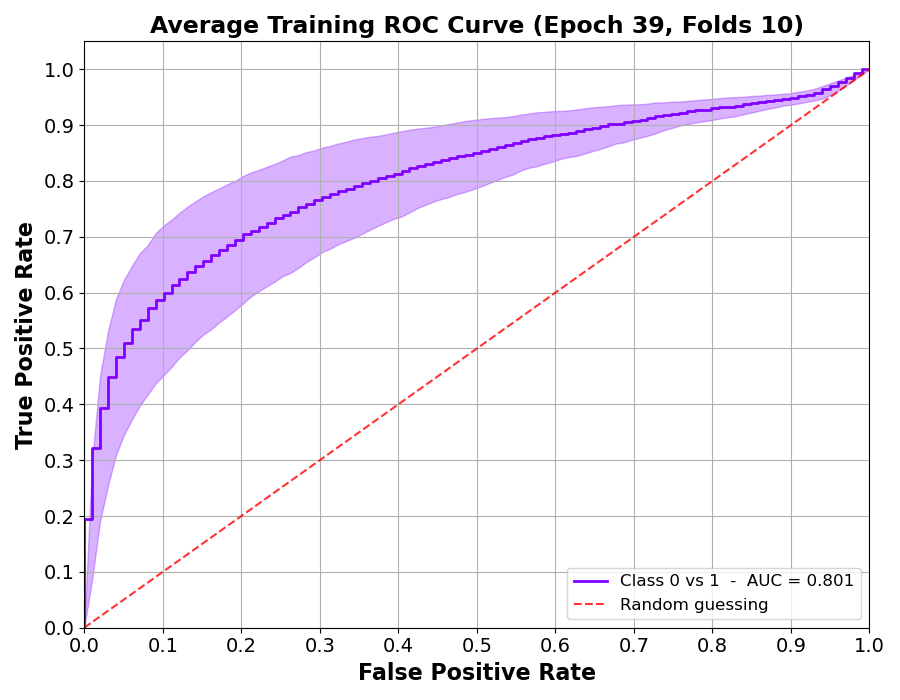 Average Training ROC Curve (Epoch 39, Folds 10)
True Positive Rate
1.0
0.9
0.8
0.7
0.6
0.5
0.4
0.3
0.2
0.1
0.0
Class 0 vs 1 - AUC = 0.801
Random guessing
0.0 0.1 0.2 0.3 0.4 0.5 0.6 0.7 0.8 0.9 1.0
False Positive Rate